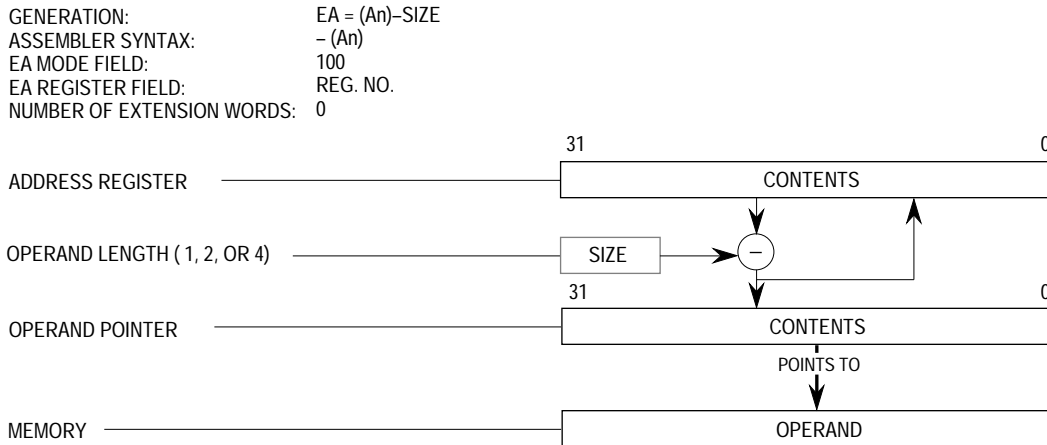 GENERATION: EA = (An)–SIZE
ASSEMBLER SYNTAX: – (An)
EA MODE FIELD: 100
EA REGISTER FIELD: REG. NO.
NUMBER OF EXTENSION WORDS: 0
31 0
ADDRESS REGISTER CONTENTS
OPERAND LENGTH ( 1, 2, OR 4) SIZE –
31 0
OPERAND POINTER CONTENTS
POINTS TO
MEMORY OPERAND